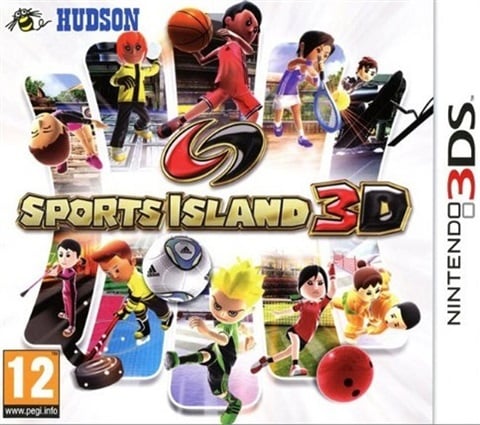 HUDSON
SPORTS ISLAND 3D
NINTENDO 3DS
12
www.pegi.info